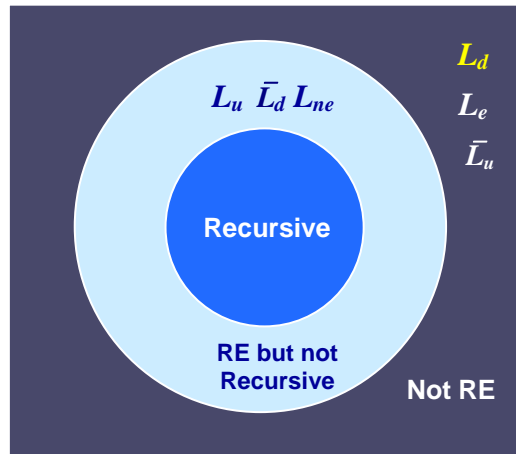 L_d
L_u L̄_d L_ne
L_e
L̄_u
Recursive
RE but not
Recursive
Not RE